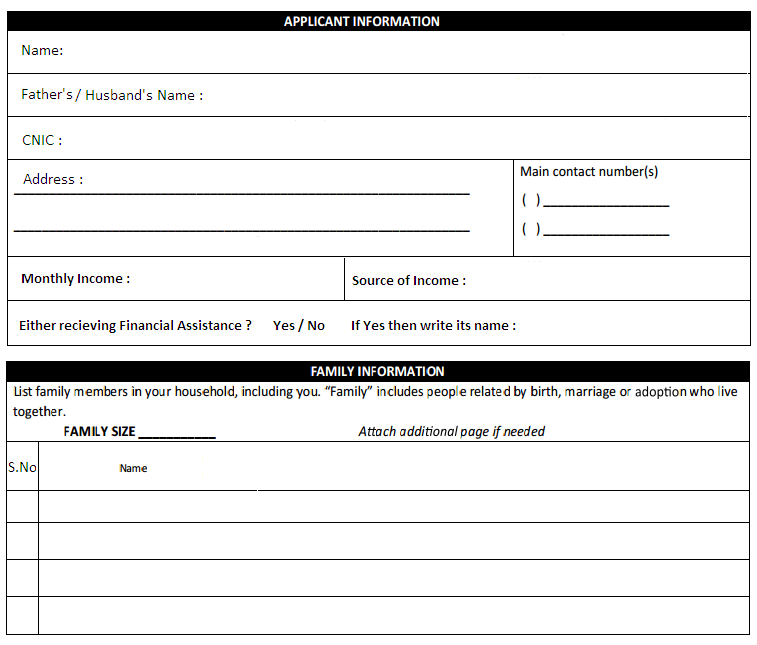 APPLICANT INFORMATION
Name:
Father's / Husband's Name :
CNIC :
Address :
Main contact number(s)
( ) __________________
( ) __________________
Monthly Income :
Source of Income :
Either recieving Financial Assistance ? Yes / No If Yes then write its name :
FAMILY INFORMATION
List family members in your household, including you. “Family” includes people related by birth, marriage or adoption who live
together.
FAMILY SIZE ___________ Attach additional page if needed
S.No Name